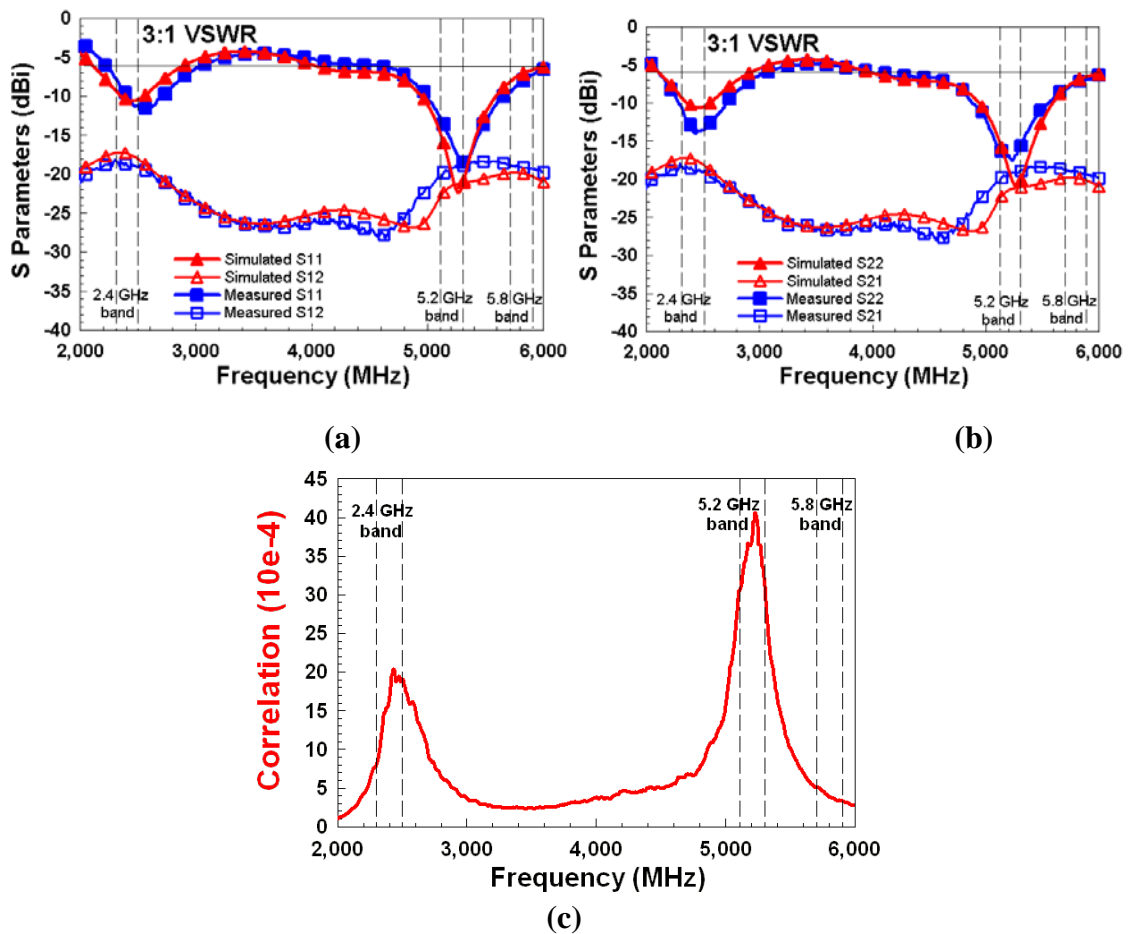 3:1 VSWR
S Parameters (dBi)
0
-5
-10
-15
-20
-25
-30
-35
-40
Simulated S11
Simulated S12
Measured S11
Measured S12
2.4 GHz
band
5.2 GHz
band
5.8 GHz
band
2,000
3,000
4,000
5,000
6,000
Frequency (MHz)
(a)
3:1 VSWR
S Parameters (dBi)
0
-5
-10
-15
-20
-25
-30
-35
-40
Simulated S22
Simulated S21
Measured S22
Measured S21
2.4 GHz
band
5.2 GHz
band
5.8 GHz
band
2,000
3,000
4,000
5,000
6,000
Frequency (MHz)
(b)
Correlation (10e-4)
45
40
35
30
25
20
15
10
5
0
2.4 GHz
band
5.2 GHz
band
5.8 GHz
band
2,000
3,000
4,000
5,000
6,000
Frequency (MHz)
(c)